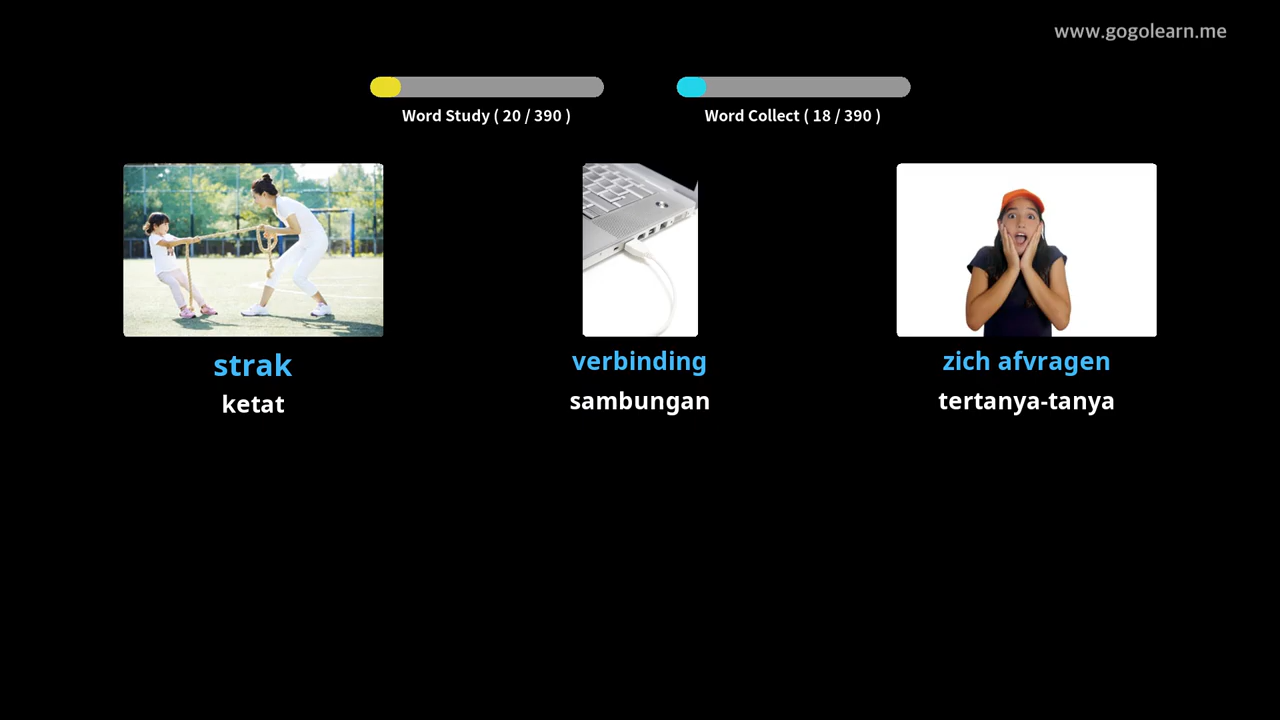 www.gogolearn.me
Word Study ( 20 / 390 )
Word Collect ( 18 / 390 )
strak
ketat
verbinding
sambungan
zich afvragen
tertanya-tanya